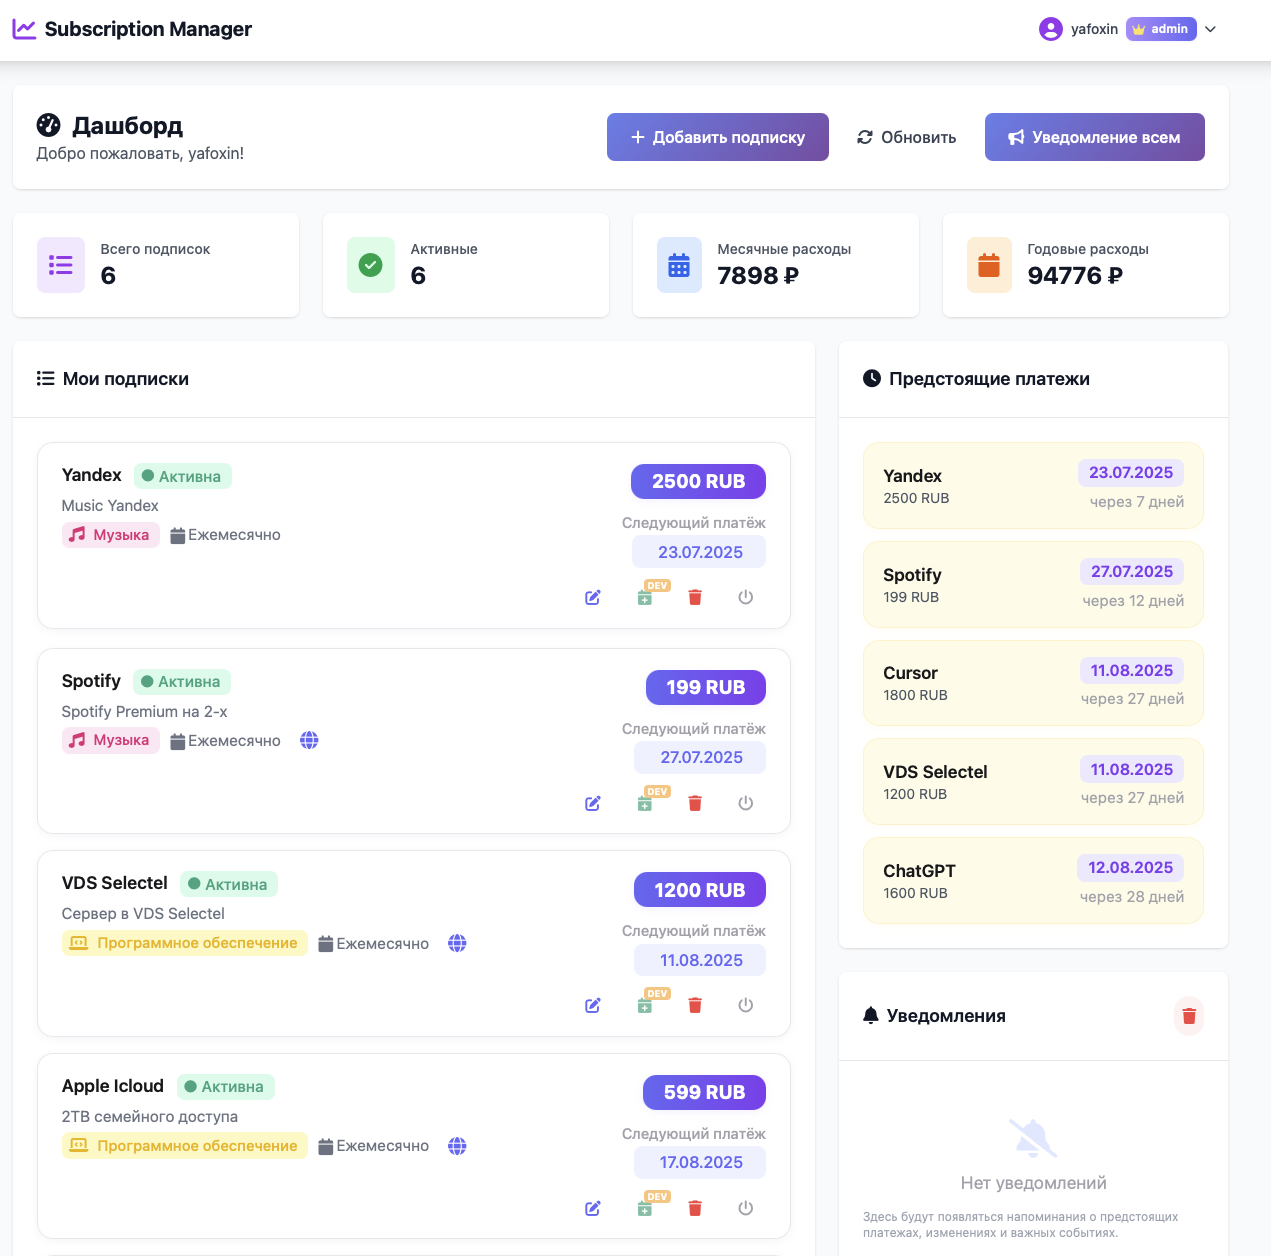 Subscription Manager
yafoxin
admin
Дашборд
Добро пожаловать, yafoxin!
Добавить подписку
Обновить
Уведомление всем
Всего подписок
6
Активные
6
Месячные расходы
7898 ₽
Годовые расходы
94776 ₽
Мои подписки
Yandex Активна
2500 RUB
Music Yandex
Следующий платёж
Музыка Ежемесячно
23.07.2025
DEV
Spotify Активна
199 RUB
Spotify Premium на 2-х
Следующий платёж
Музыка Ежемесячно
27.07.2025
DEV
VDS Selectel Активна
1200 RUB
Сервер в VDS Selectel
Следующий платёж
Программное обеспечение Ежемесячно
11.08.2025
DEV
Apple Icloud Активна
599 RUB
2ТВ семейного доступа
Следующий платёж
Программное обеспечение Ежемесячно
17.08.2025
DEV
Предстоящие платежи
Yandex 23.07.2025
2500 RUB через 7 дней
Spotify 27.07.2025
199 RUB через 12 дней
Cursor 11.08.2025
1800 RUB через 27 дней
VDS Selectel 11.08.2025
1200 RUB через 27 дней
ChatGPT 12.08.2025
1600 RUB через 28 дней
Уведомления
Нет уведомлений
Здесь будут появляться напоминания о предстоящих
платежах, изменениях и важных событиях.